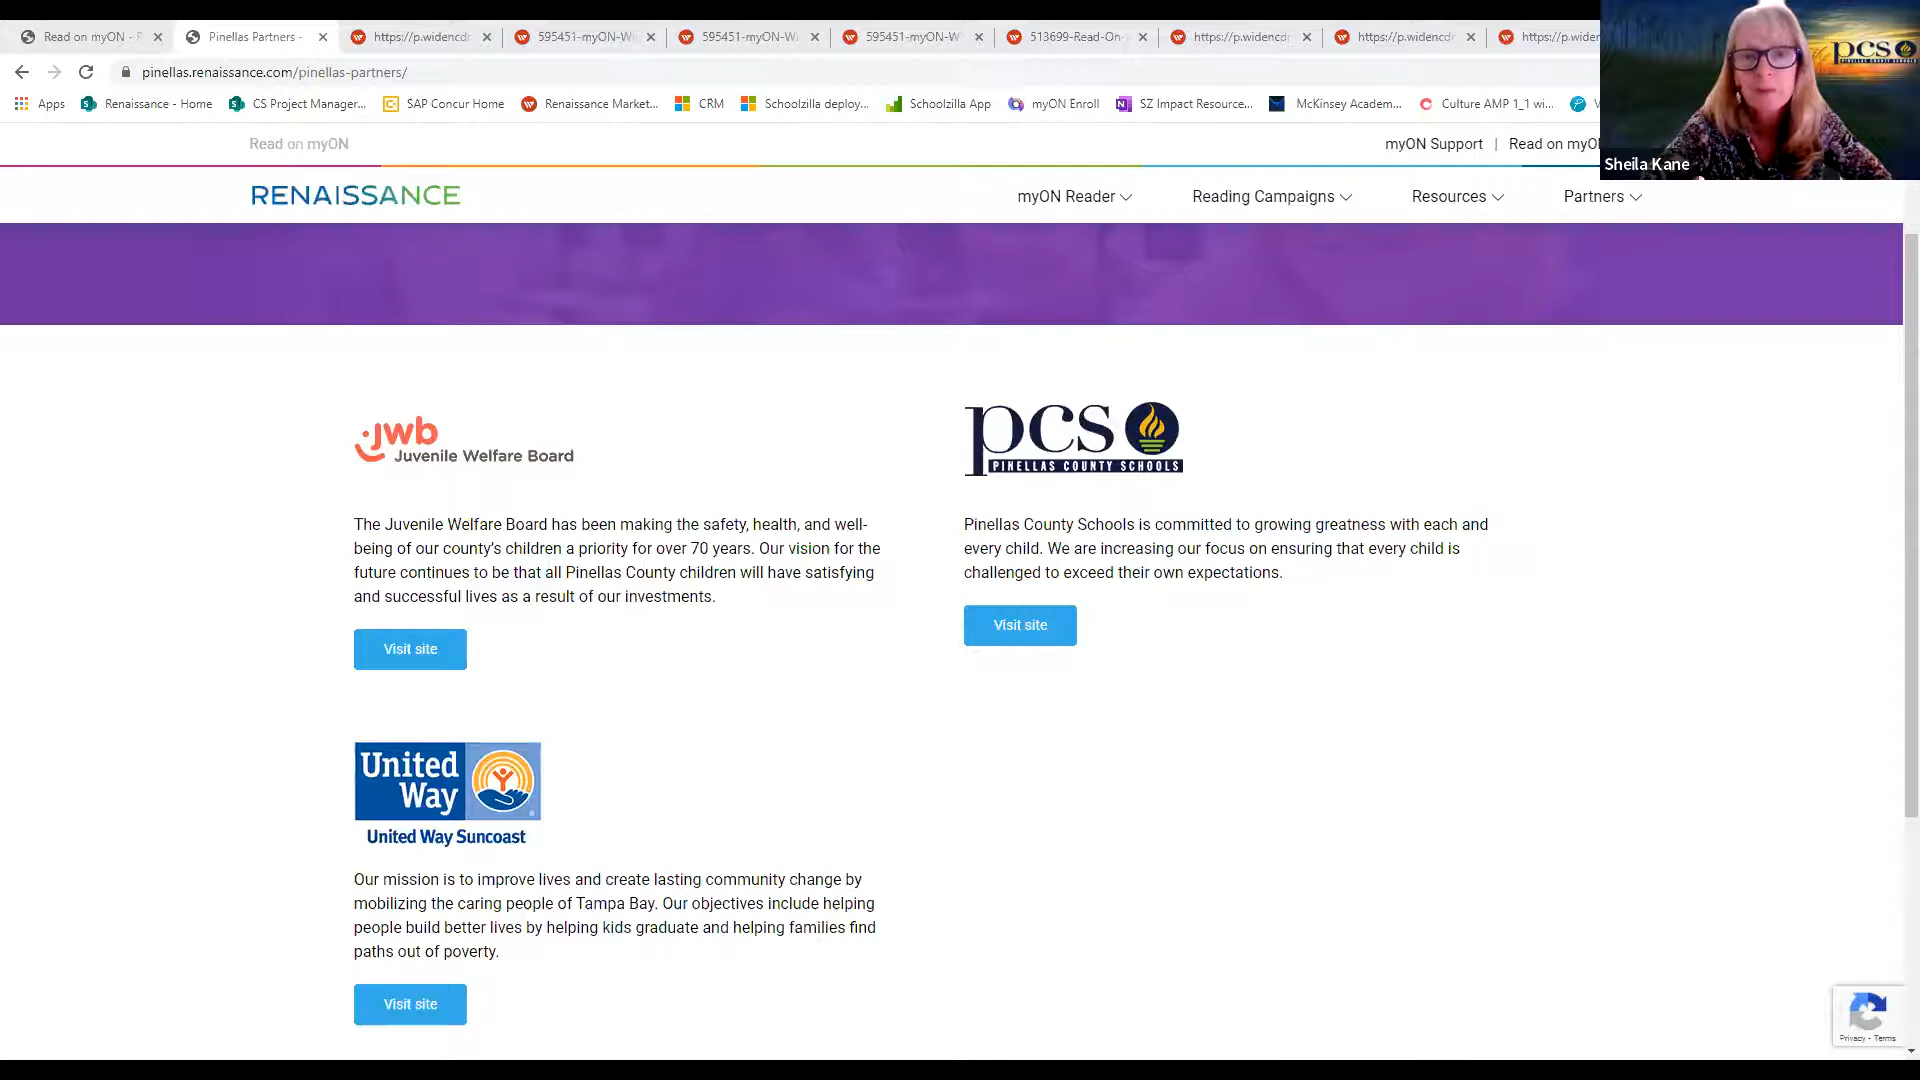 Read on myON -
Pinellas Partners -
https://p.widencdn
595451-myON-W
595451-myON-W
595451-myON-W
513699-Read-On-
https://p.widencdn
https://p.widencdn
https://p.widen
pinellas.renaissance.com/pinellas-partners/
Apps
Renaissance - Home
CS Project Manager...
SAP Concur Home
Renaissance Market...
CRM
Schoolzilla deploy...
Schoolzilla App
myON Enroll
SZ Impact Resource...
McKinsey Academ...
Culture AMP 1_1 wi...
pcs
PINELLAS COUNTY SCHOOLS
Sheila Kane
Read on myON
myON Support | Read on myO
RENAISSANCE
myON Reader
Reading Campaigns
Resources
Partners
jwb
Juvenile Welfare Board
The Juvenile Welfare Board has been making the safety, health, and well-
being of our county's children a priority for over 70 years. Our vision for the
future continues to be that all Pinellas County children will have satisfying
and successful lives as a result of our investments.
Visit site
pcs
PINELLAS COUNTY SCHOOLS
Pinellas County Schools is committed to growing greatness with each and
every child. We are increasing our focus on ensuring that every child is
challenged to exceed their own expectations.
Visit site
United
Way
United Way Suncoast
Our mission is to improve lives and create lasting community change by
mobilizing the caring people of Tampa Bay. Our objectives include helping
people build better lives by helping kids graduate and helping families find
paths out of poverty.
Visit site
Privacy - Terms